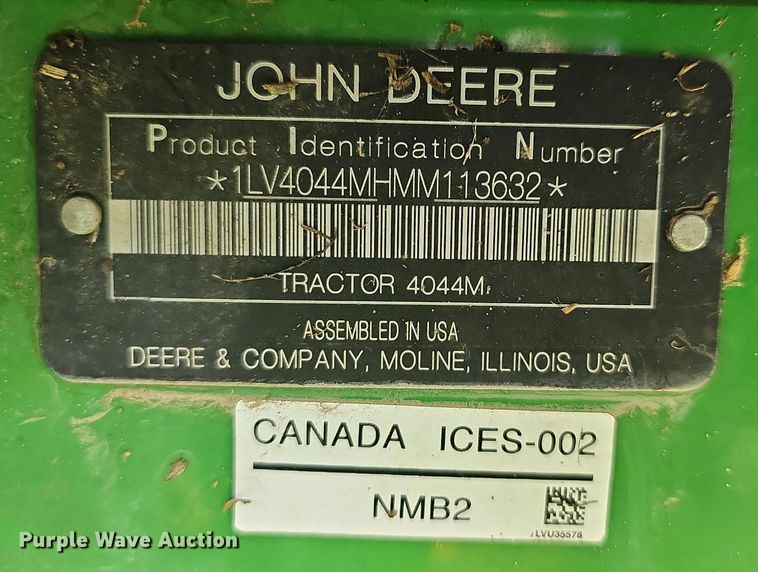 JOHN DEERE
Product Identification Number
*1LV4044MHMM113632*
TRACTOR 4044M
ASSEMBLED IN USA
DEERE & COMPANY, MOLINE, ILLINOIS, USA
CANADA ICES-002
NMB2
LVU35578
Purple Wave Auction